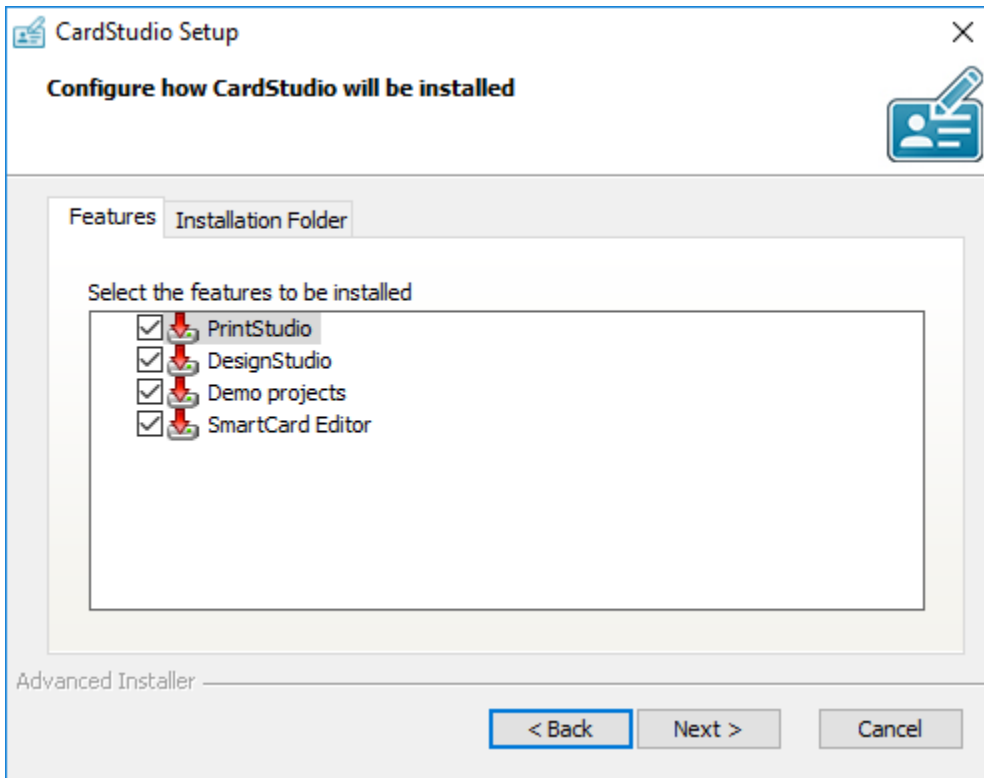 CardStudio Setup
Configure how CardStudio will be installed
Features Installation Folder
Select the features to be installed
PrintStudio
DesignStudio
Demo projects
SmartCard Editor
Advanced Installer
< Back Next > Cancel